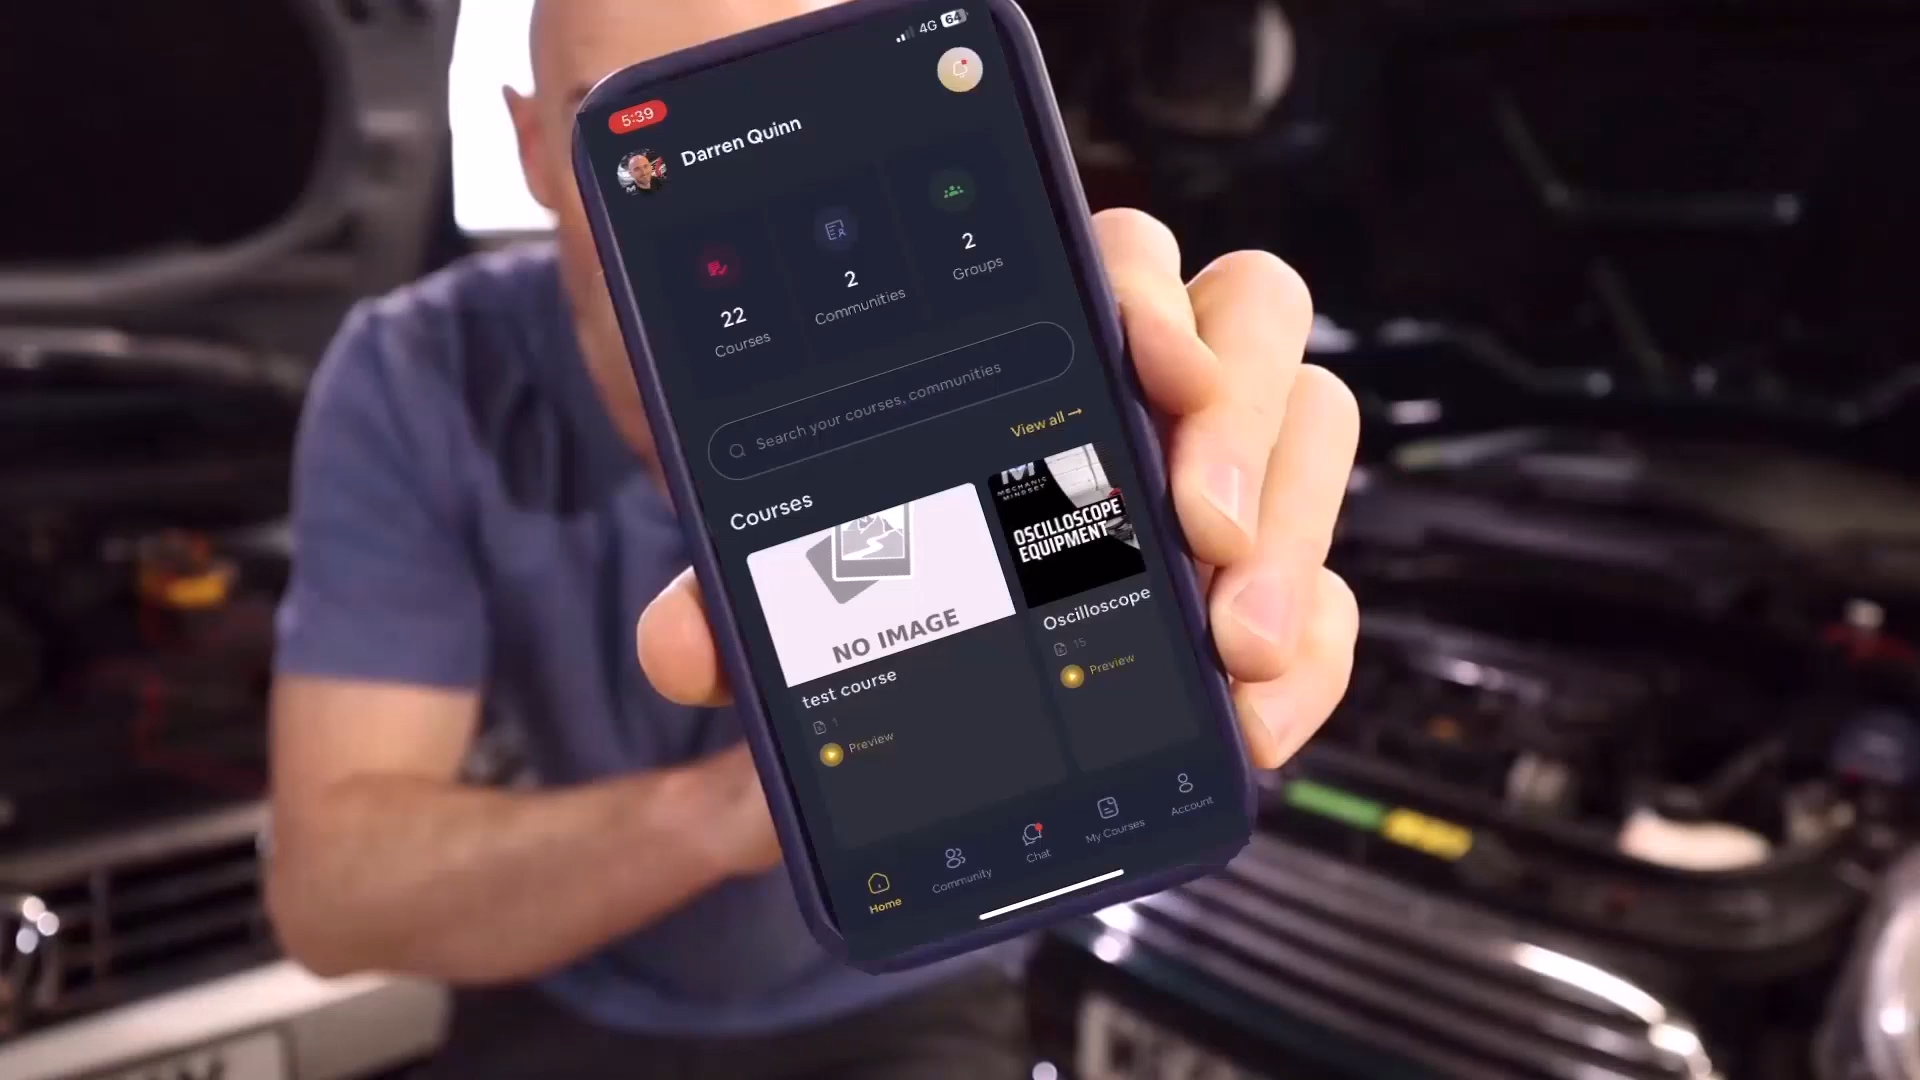 4G 64
5:39
Darren Quinn
22
Courses
2
Communities
2
Groups
Search your courses, communities
View all →
Courses
NO IMAGE
test course
1
Preview
MECHANIC
MINDSET
OSCILLOSCOPE
EQUIPMENT
Oscilloscope
15
Preview
Home
Community
Chat
My Courses
Account